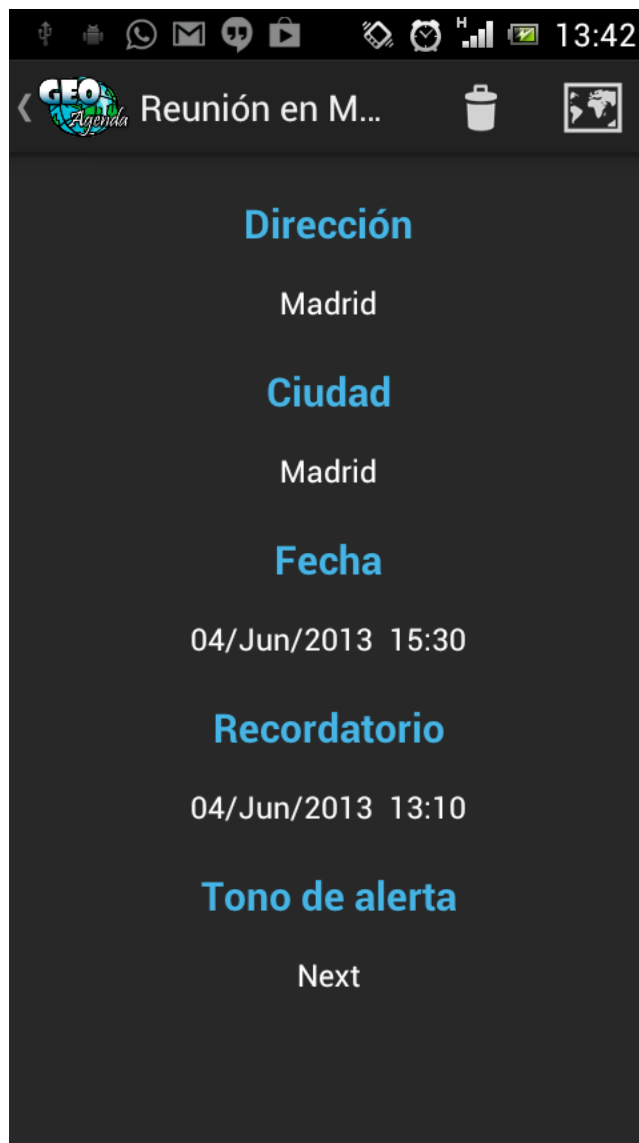 H
13:42
GEO
Agenda
Reunión en M...
Dirección
Madrid
Ciudad
Madrid
Fecha
04/Jun/2013 15:30
Recordatorio
04/Jun/2013 13:10
Tono de alerta
Next